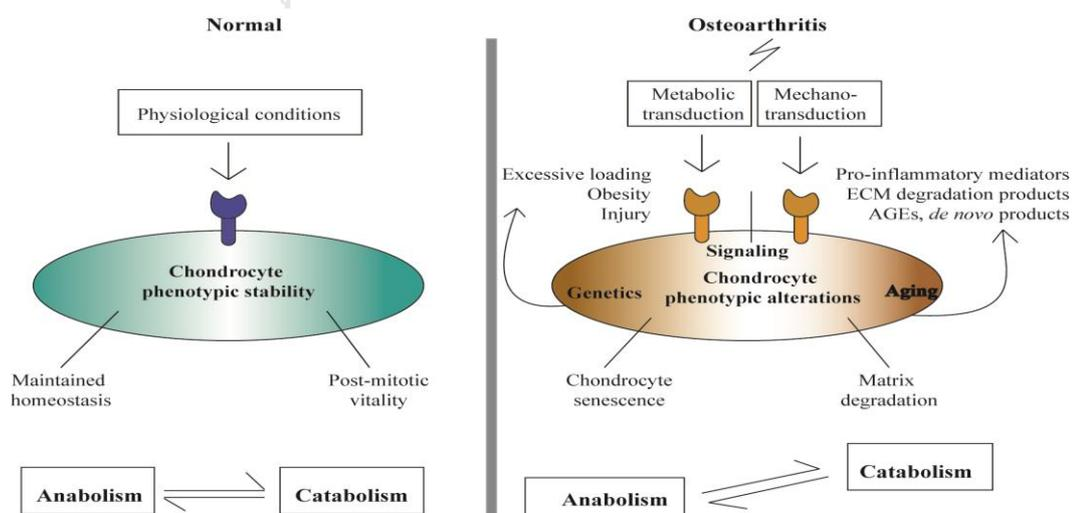 Normal
Physiological conditions
Chondrocyte
phenotypic stability
Maintained
homeostasis
Post-mitotic
vitality
Anabolism
Catabolism
Osteoarthritis
Metabolic
transduction
Mechano-
transduction
Excessive loading
Obesity
Injury
Pro-inflammatory mediators
ECM degradation products
AGEs, de novo products
Signaling
Chondrocyte
phenotypic alterations
Genetics
Aging
Chondrocyte
senescence
Matrix
degradation
Anabolism
Catabolism